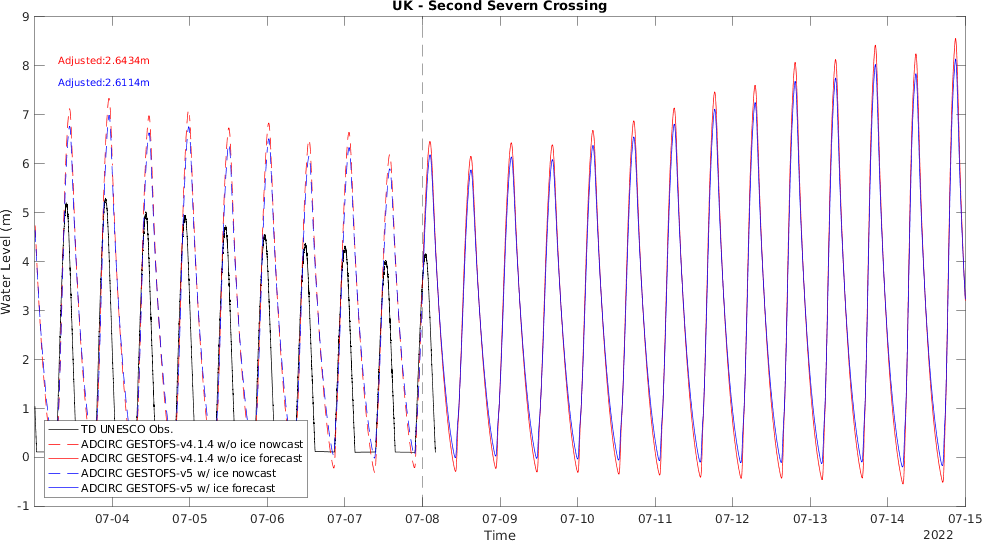 UK - Second Severn Crossing
9
8
7
6
5
4
3
2
1
0
-1
Water Level (m)
Adjusted:2.6434m
Adjusted:2.6114m
TD UNESCO Obs.
ADCIRC GESTOFS-v4.1.4 w/o ice nowcast
ADCIRC GESTOFS-v4.1.4 w/o ice forecast
ADCIRC GESTOFS-v5 w/ ice nowcast
ADCIRC GESTOFS-v5 w/ ice forecast
07-04 07-05 07-06 07-07 07-08 07-09 07-10 07-11 07-12 07-13 07-14 07-15
Time
2022